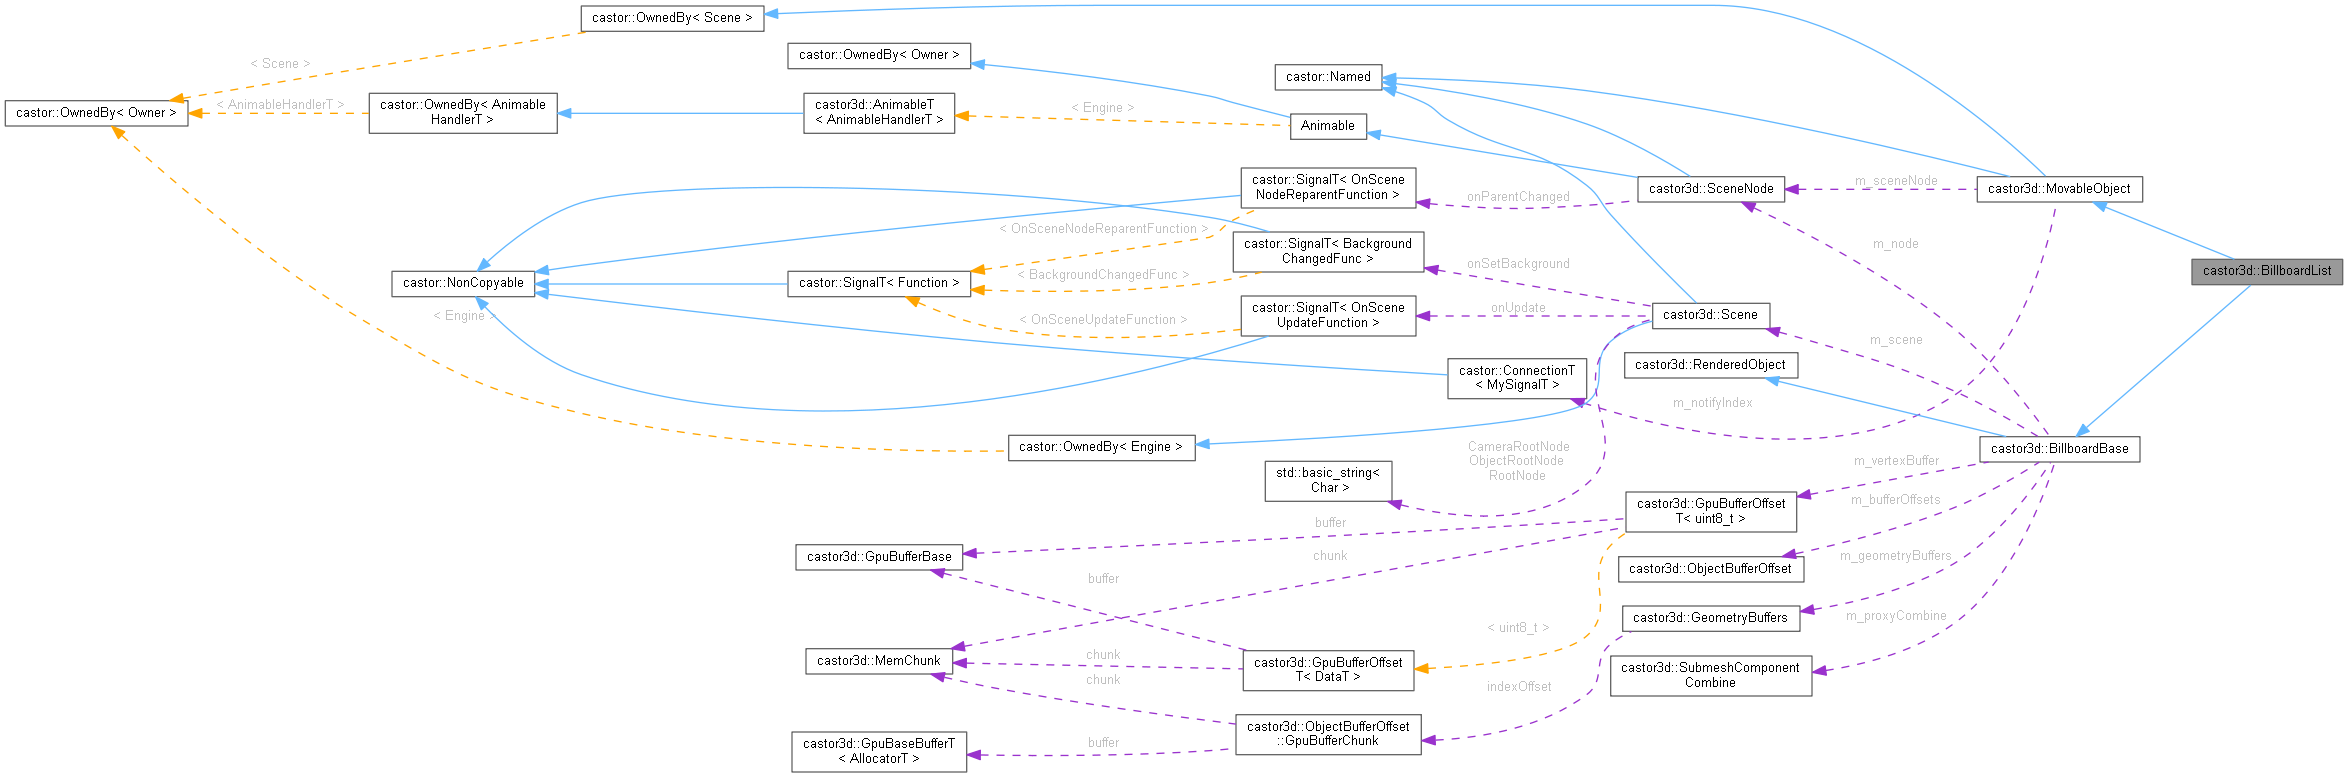 castor::OwnedBy< Scene >
castor::OwnedBy< Owner >
< Scene >
castor::Named
castor::OwnedBy< Owner >
< AnimableHandlerT >
castor::OwnedBy< Animable
HandlerT >
castor3d::AnimableT
< AnimableHandlerT >
< Engine >
Animable
castor::SignalT< OnScene
NodeReparentFunction >
onParentChanged
castor3d::SceneNode
m_sceneNode
castor3d::MovableObject
< OnSceneNodeReparentFunction >
castor::SignalT< Background
ChangedFunc >
m_node
onSetBackground
castor3d::BillboardList
castor::NonCopyable
castor::SignalT< Function >
< BackgroundChangedFunc >
< Engine >
< OnSceneUpdateFunction >
castor::SignalT< OnScene
UpdateFunction >
onUpdate
castor3d::Scene
m_scene
castor3d::RenderedObject
castor::ConnectionT
< MySignalT >
m_notifyIndex
castor::OwnedBy< Engine >
CameraRootNode
ObjectRootNode
RootNode
castor3d::BillboardBase
std::basic_string<
Char >
m_vertexBuffer
castor3d::GpuBufferOffset
T< uint8_t >
m_bufferOffsets
buffer
castor3d::GpuBufferBase
chunk
m_geometryBuffers
castor3d::ObjectBufferOffset
buffer
castor3d::GeometryBuffers
m_proxyCombine
< uint8_t >
castor3d::MemChunk
chunk
castor3d::GpuBufferOffset
T< DataT >
castor3d::SubmeshComponent
Combine
chunk
indexOffset
castor3d::ObjectBufferOffset
::GpuBufferChunk
castor3d::GpuBaseBufferT
< AllocatorT >
buffer